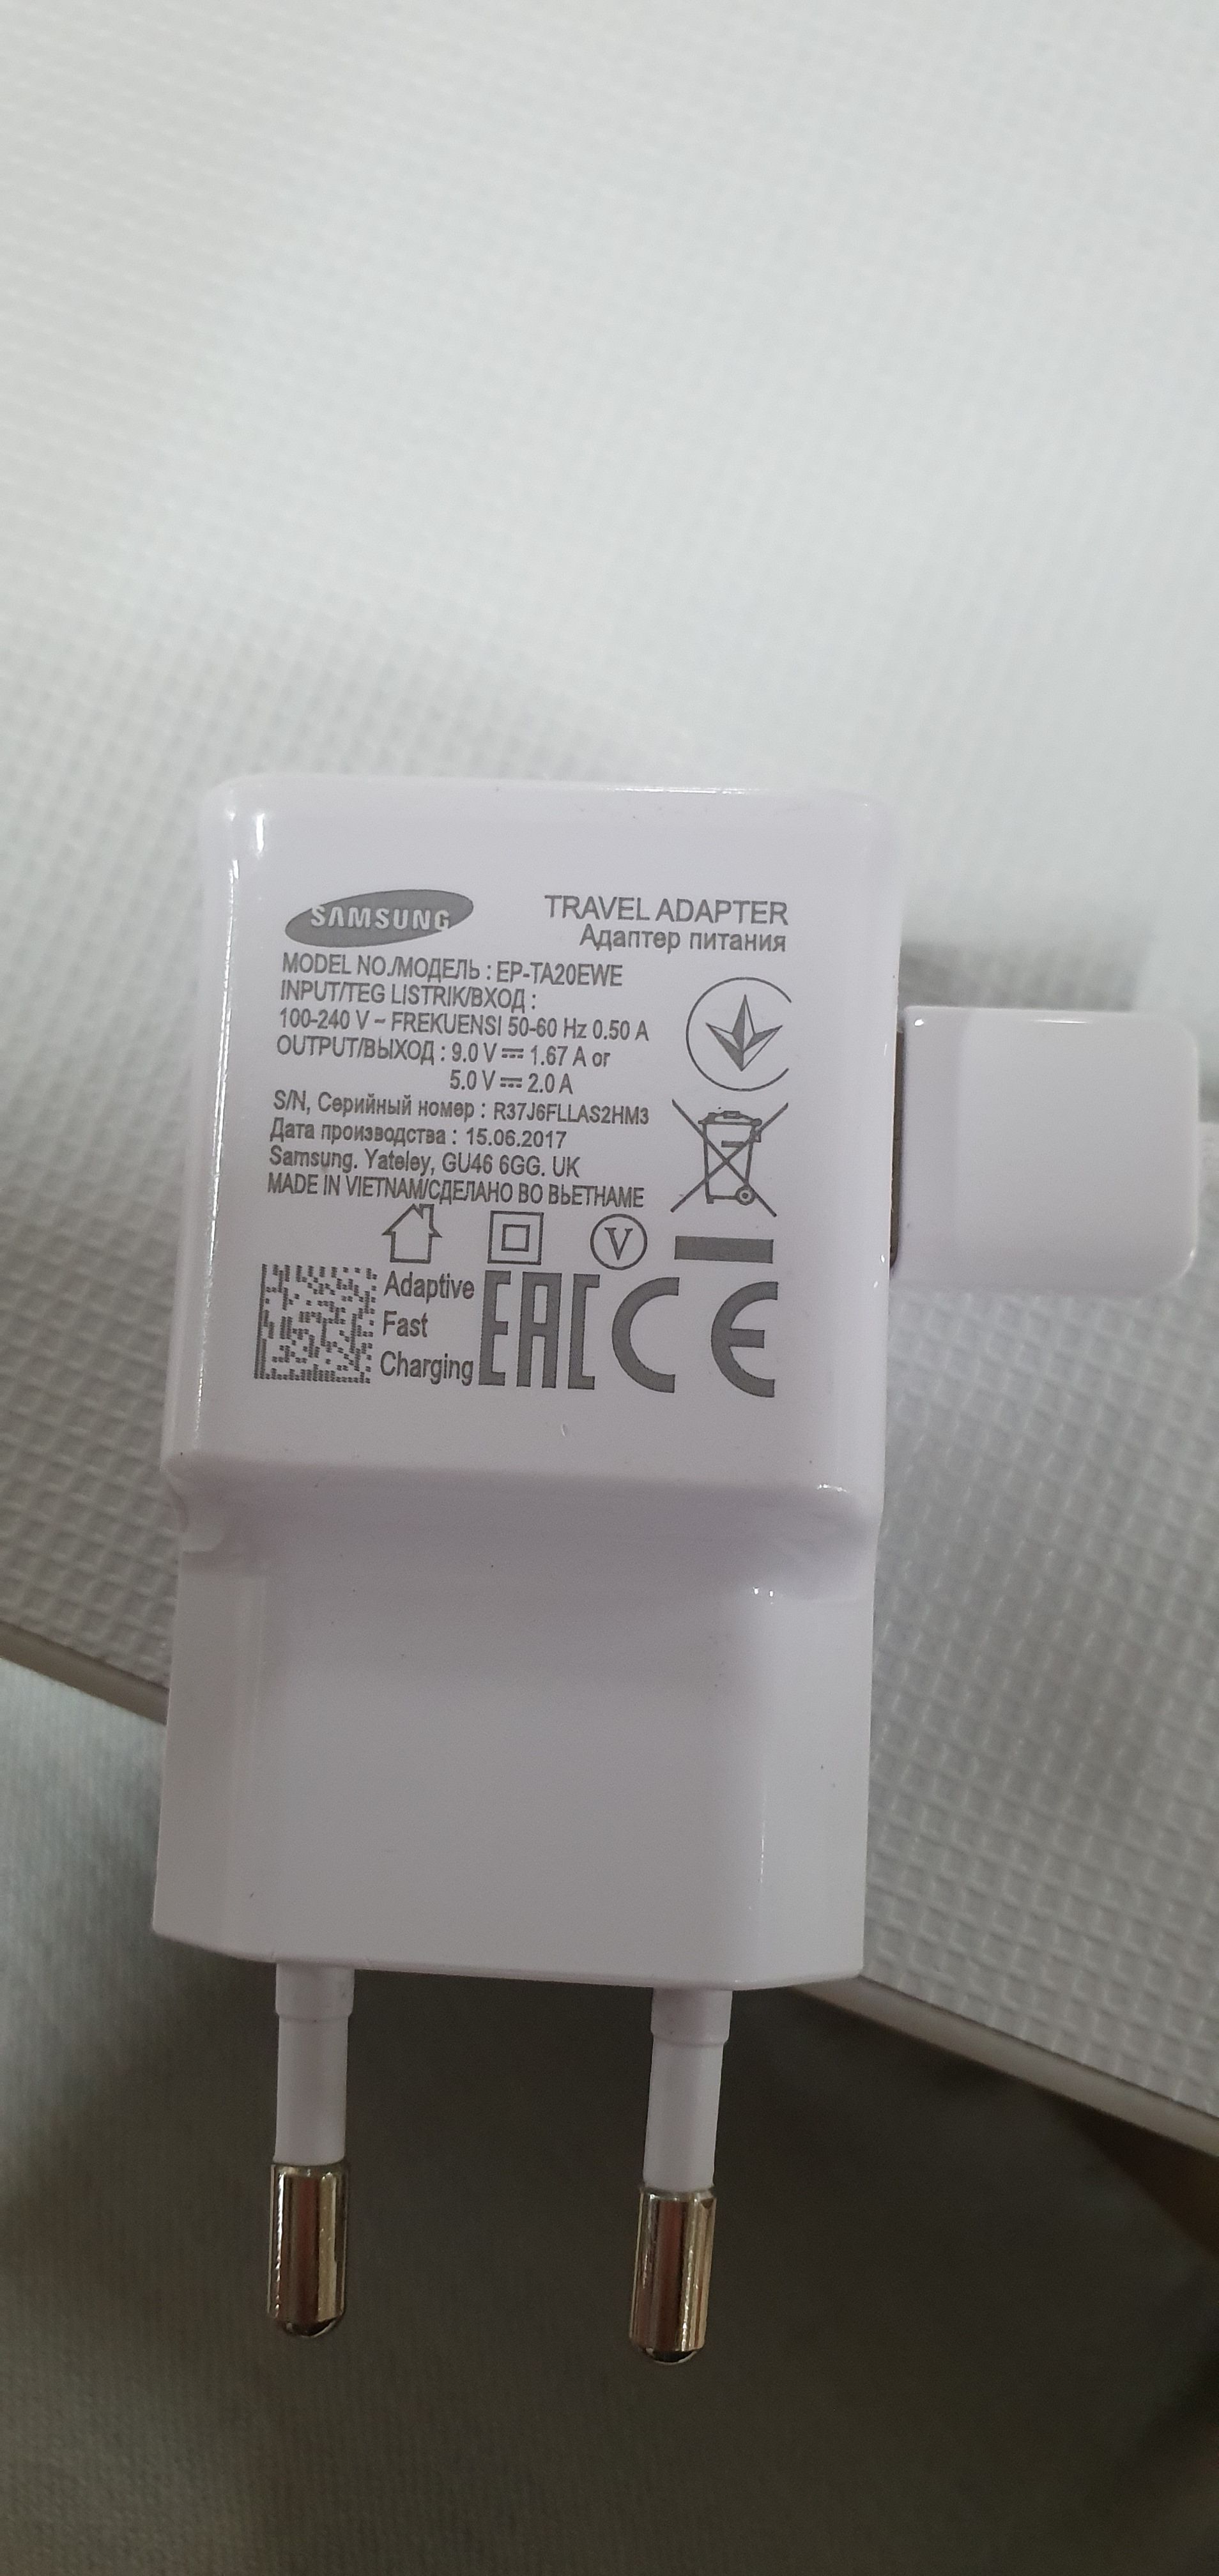 SAMSUNG
TRAVEL ADAPTER
Адаптер питания
MODEL NO./МОДЕЛЬ : EP-TA20EWE
INPUT/TEG LISTRIK/ВХОД :
100-240 V ~ FREKUENSI 50-60 Hz 0.50 A
OUTPUT/ВЫХОД : 9.0 V ⎓ 1.67 A or
5.0 V ⎓ 2.0 A
S/N, Серийный номер : R37J6FLLAS2HM3
Дата производства : 15.06.2017
Samsung. Yateley, GU46 6GG. UK
MADE IN VIETNAM/СДЕЛАНО ВО ВЬЕТНАМЕ
V
Adaptive
Fast
Charging
EAC CE